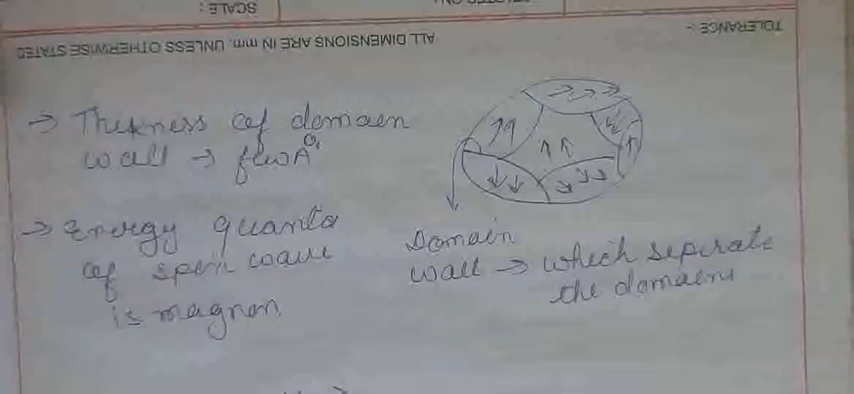 SCALE :
TOLERANCE :-
ALL DIMENSIONS ARE IN mm, UNLESS OTHERWISE STATED
→ Thickness of domain
wall → few A°
→ Energy quanta
of spin wave
is magnon
Domain
wall → which seperate
the domains